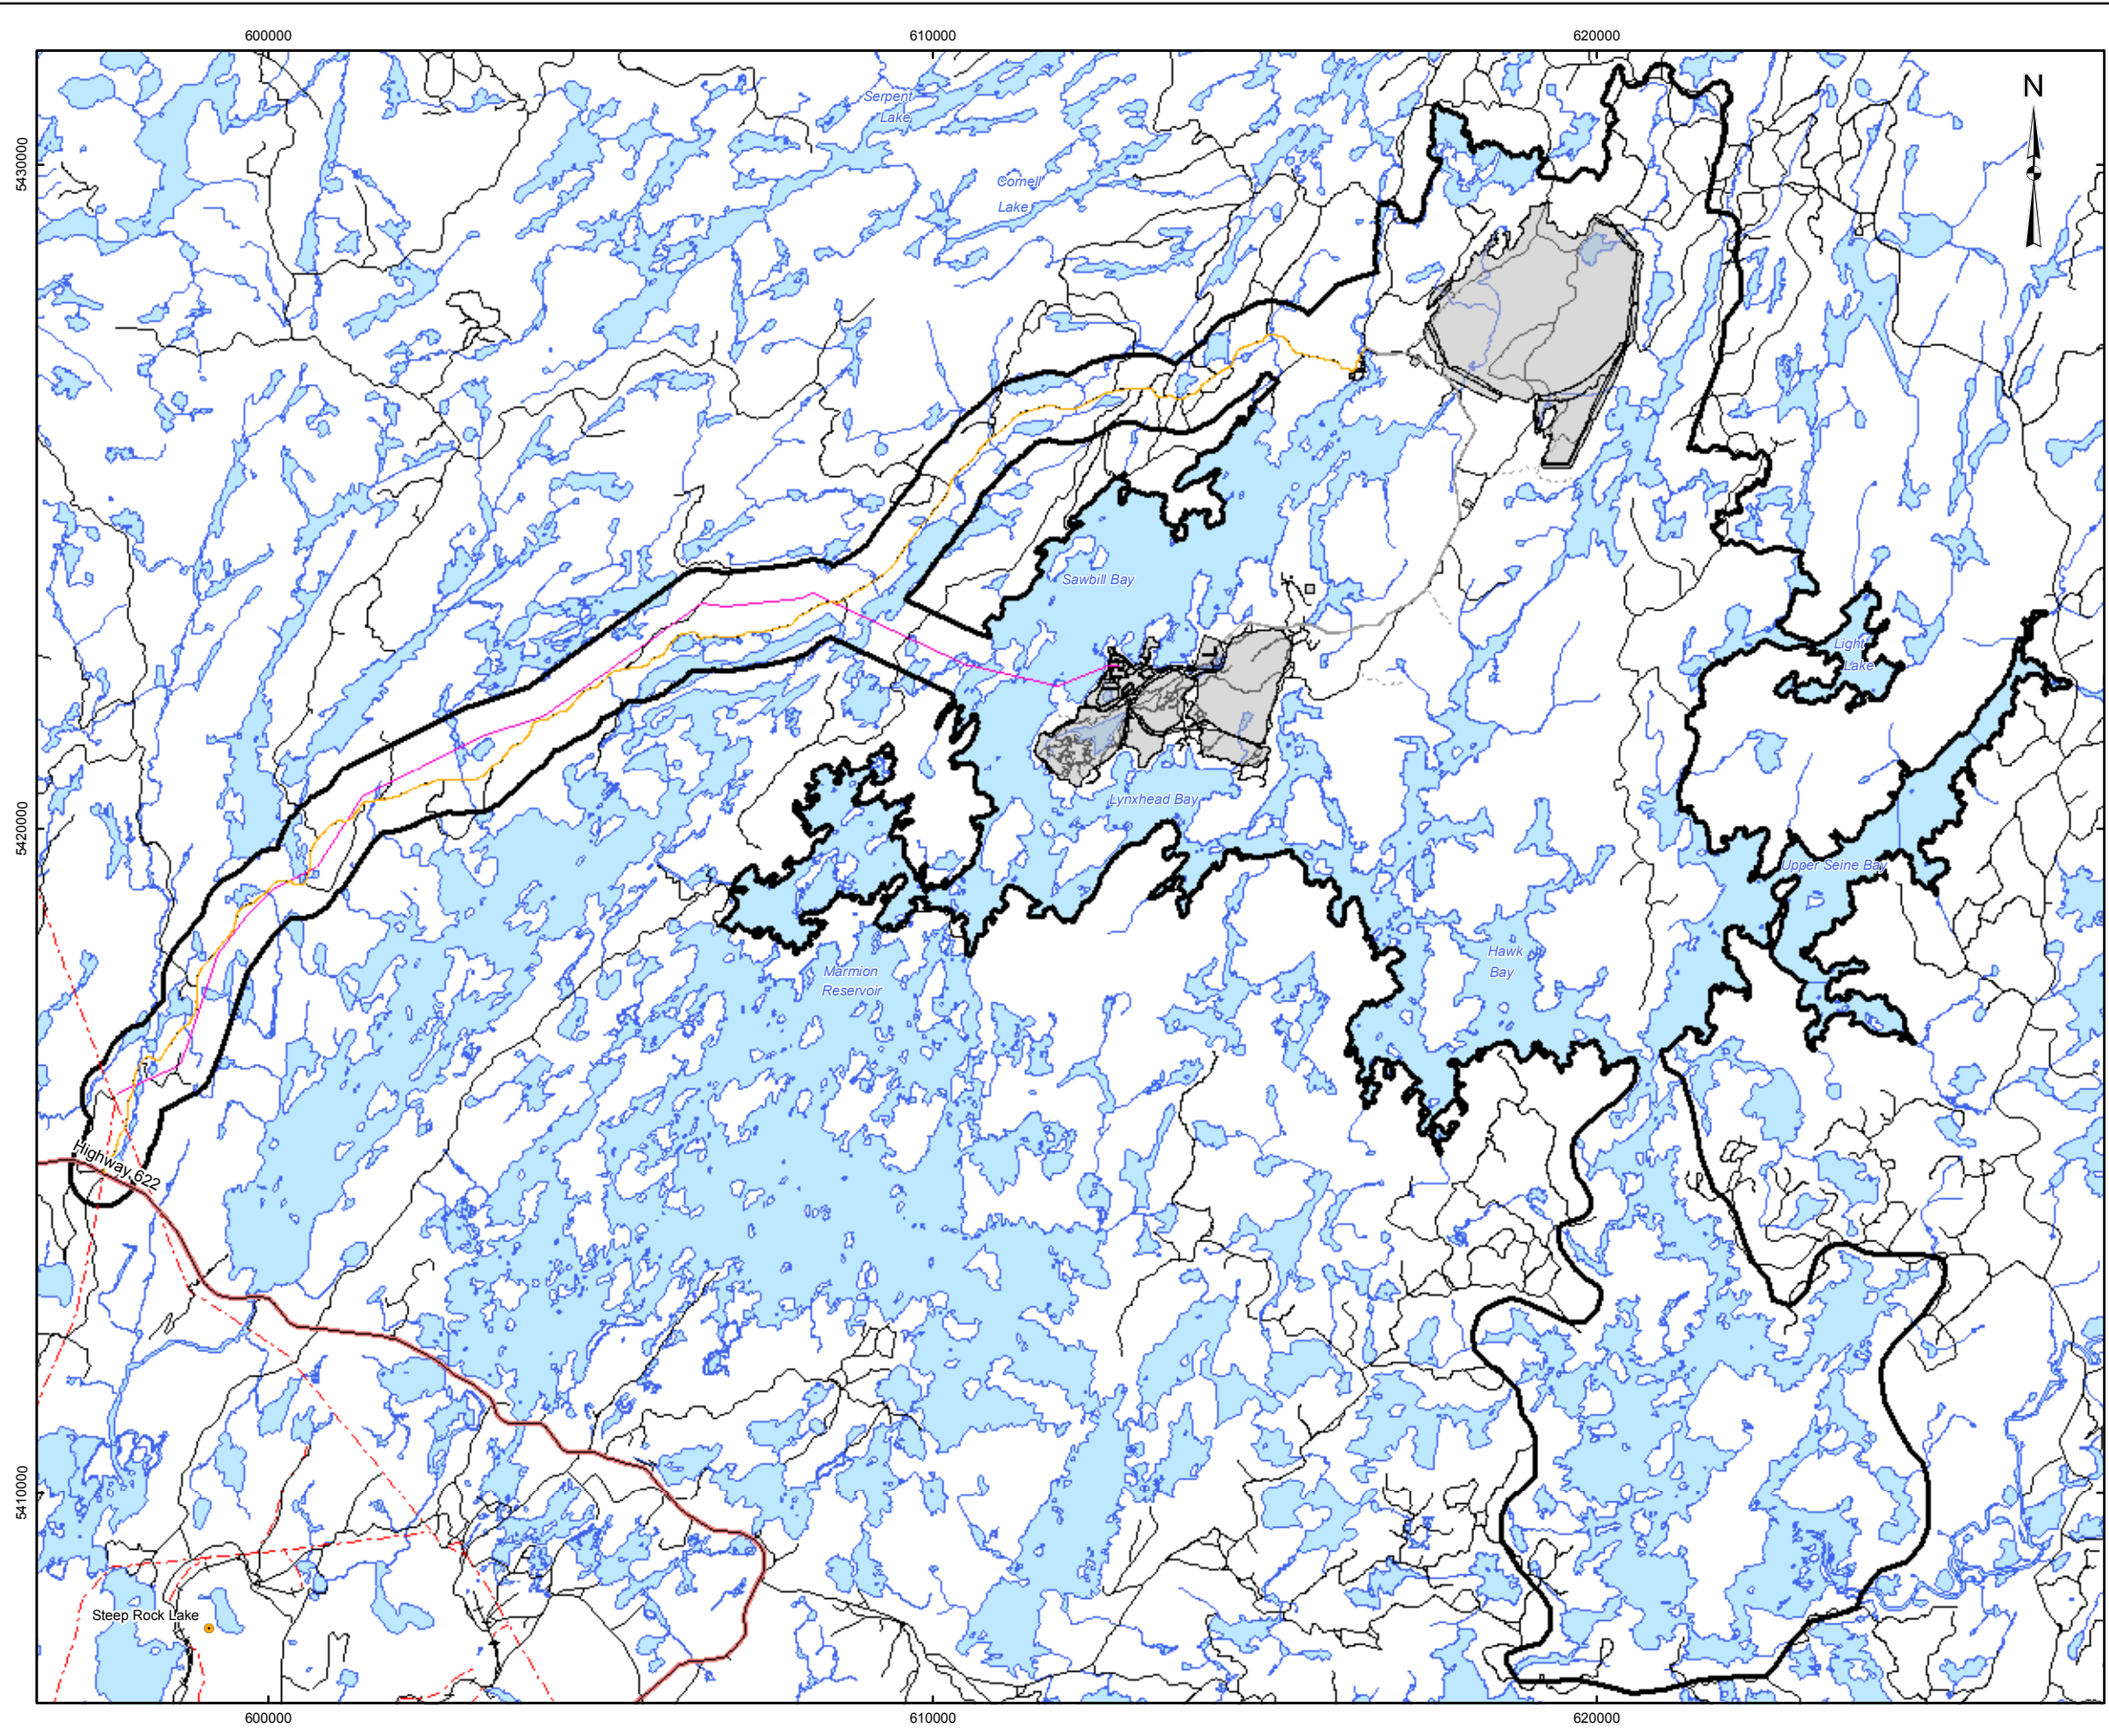 600000
610000
620000
N
5430000
Serpent
Lake
Cornell
Lake
Sawbill Bay
Light
Lake
Lynxhead Bay
5420000
Upper Seine Bay
Hawk
Bay
Marmion
Reservoir
Highway 622
5410000
Steep Rock Lake
600000
610000
620000